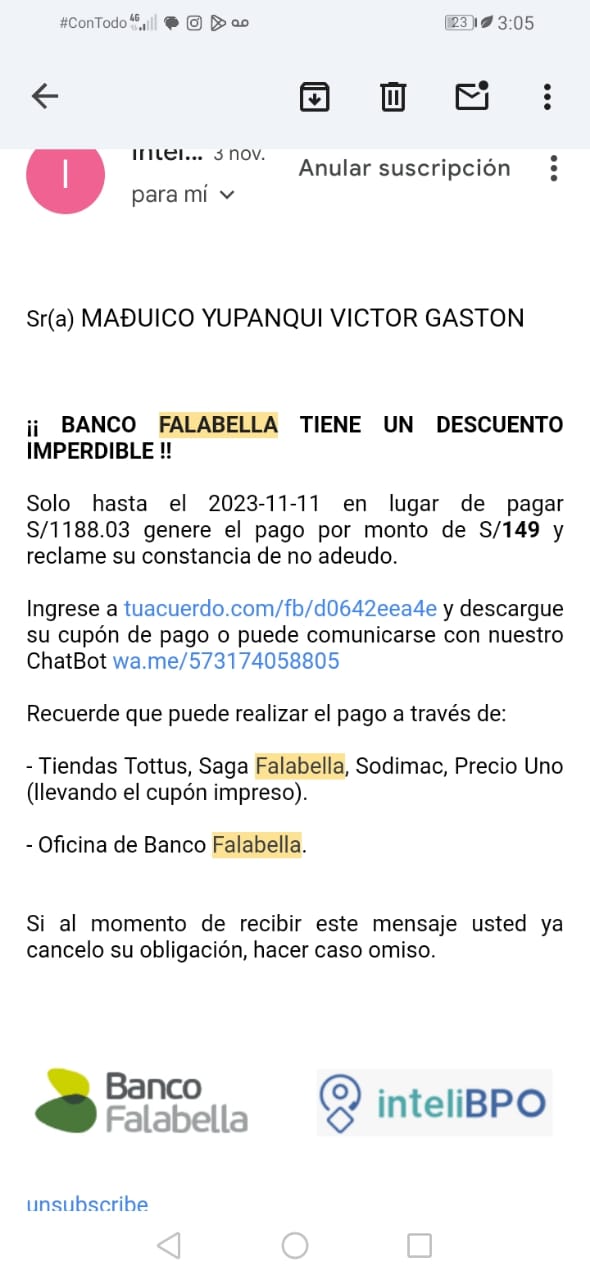 #ConTodo 4G 23 3:05
I Intel... 3 nov. Anular suscripción
para mí
Sr(a) MAĐUICO YUPANQUI VICTOR GASTON
¡¡ BANCO FALABELLA TIENE UN DESCUENTO
IMPERDIBLE !!
Solo hasta el 2023-11-11 en lugar de pagar
S/1188.03 genere el pago por monto de S/149 y
reclame su constancia de no adeudo.
Ingrese a tuacuerdo.com/fb/d0642eea4e y descargue
su cupón de pago o puede comunicarse con nuestro
ChatBot wa.me/573174058805
Recuerde que puede realizar el pago a través de:
- Tiendas Tottus, Saga Falabella, Sodimac, Precio Uno
(llevando el cupón impreso).
- Oficina de Banco Falabella.
Si al momento de recibir este mensaje usted ya
cancelo su obligación, hacer caso omiso.
Banco
Falabella
inteliBPO
unsubscribe